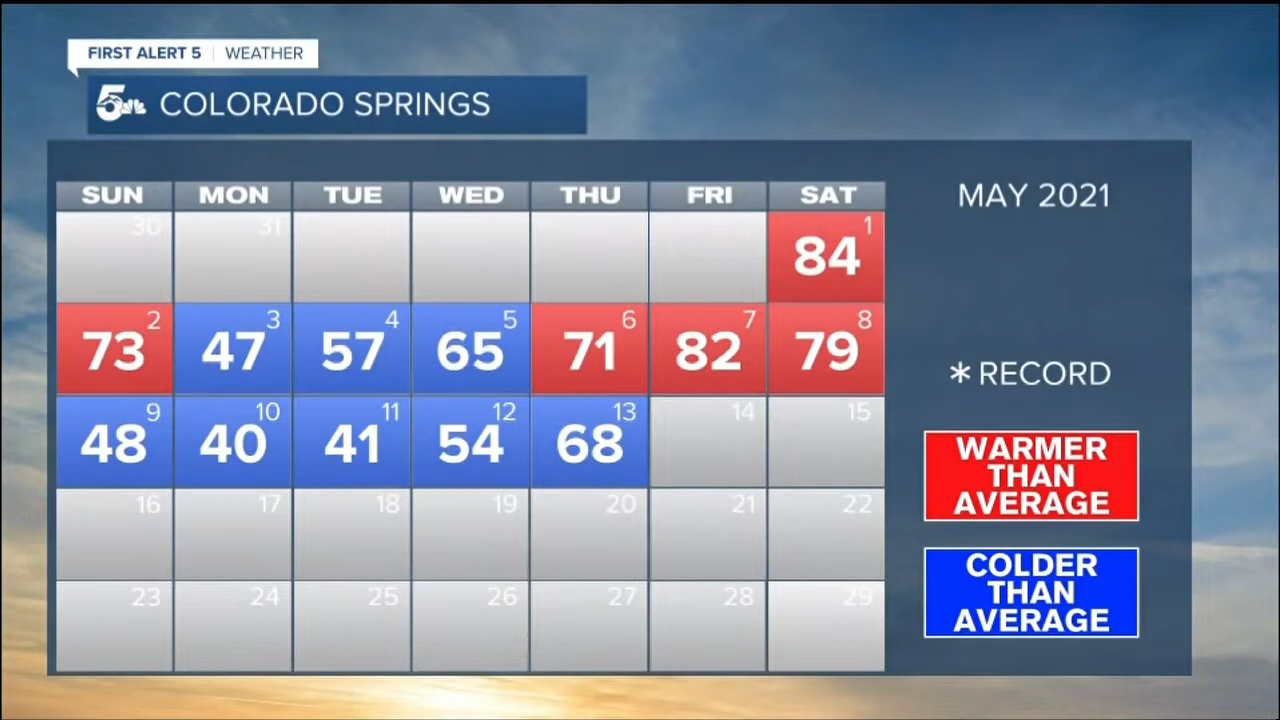 FIRST ALERT 5 | WEATHER
5 COLORADO SPRINGS
SUN MON TUE WED THU FRI SAT
MAY 2021
30 31 1
84
2 3 4 5 6 7 8
73 47 57 65 71 82 79
* RECORD
9 10 11 12 13 14 15
48 40 41 54 68
WARMER
THAN
AVERAGE
16 17 18 19 20 21 22
COLDER
THAN
AVERAGE
23 24 25 26 27 28 29